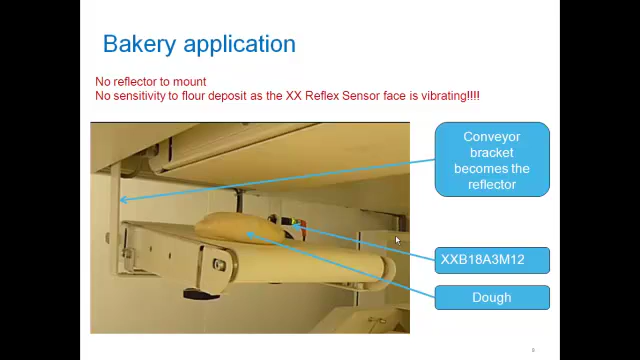 Bakery application
No reflector to mount
No sensitivity to flour deposit as the XX Reflex Sensor face is vibrating!!!!
Conveyor
bracket
becomes the
reflector
XXB18A3M12
Dough
6